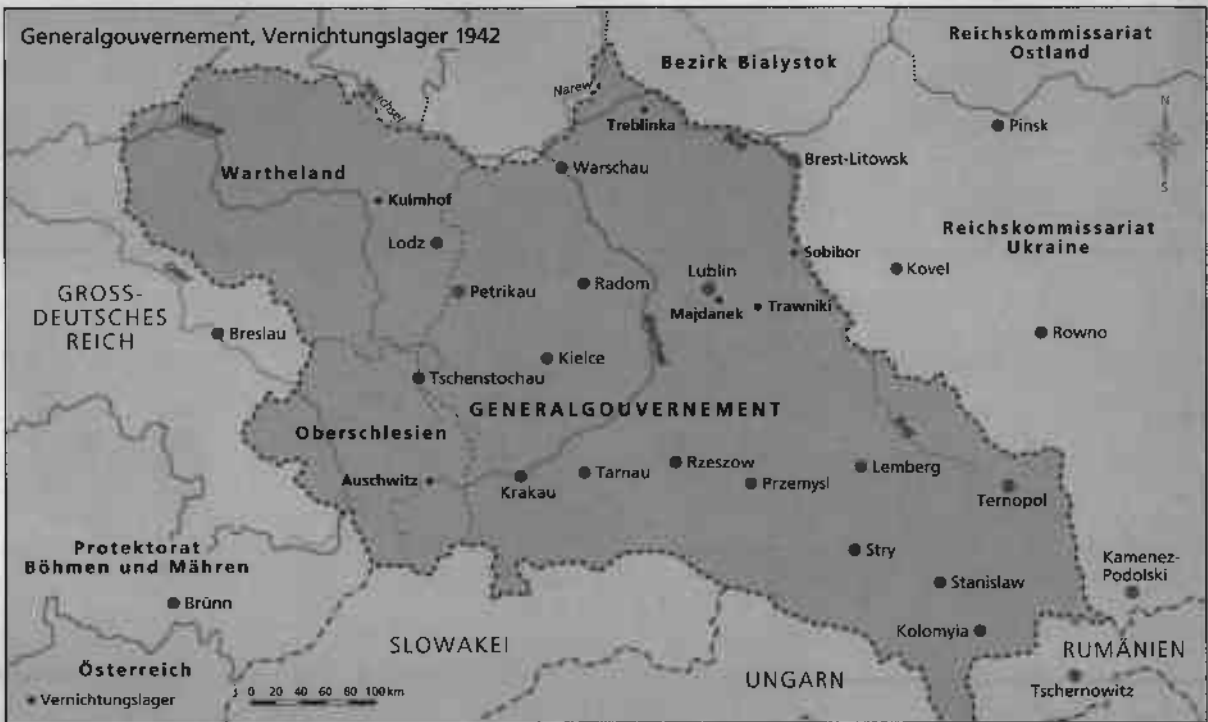 Generalgouvernement, Vernichtungslager 1942
Reichskommissariat
Ostland
Bezirk Bialystok
Narew
Treblinka
Pinsk
N
S
Warschau
Brest-Litowsk
Wartheland
Kulmhof
Lodz
Reichskommissariat
Ukraine
Sobibor
Kovel
Lublin
Radom
Petrikau
Majdanek
Trawniki
GROSS-
DEUTSCHES
REICH
Breslau
Rowno
Kielce
Tschenstochau
GENERALGOUVERNEMENT
Oberschlesien
Auschwitz
Krakau
Tarnau
Rzeszow
Przemysl
Lemberg
Ternopol
Protektorat
Böhmen und Mähren
Brünn
Stry
Stanislaw
Kamenez-
Podolski
Kolomyia
SLOWAKEI
UNGARN
RUMÄNIEN
Tschernowitz
Österreich
Vernichtungslager
0 20 40 60 80 100 km